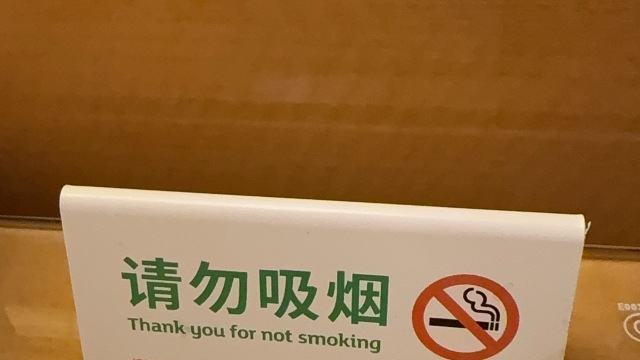 请勿吸烟
Thank you for not smoking